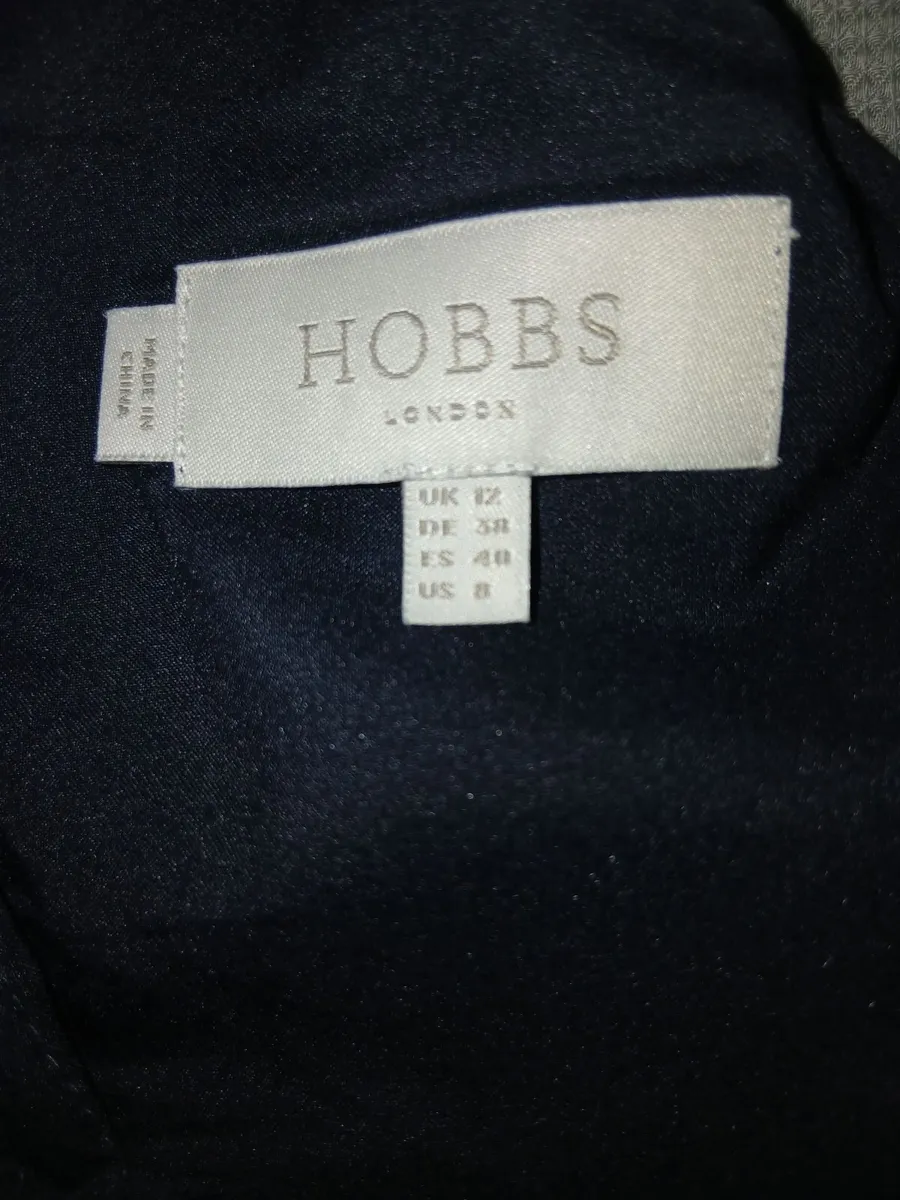 HOBBS
LONDON
MADE IN
CHINA
UK 12
DE 38
ES 40
US 8